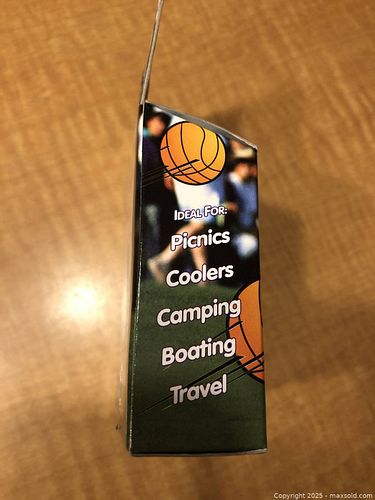 IDEAL FOR:
Picnics
Coolers
Camping
Boating
Travel
Copyright 2025 - maxsold.com